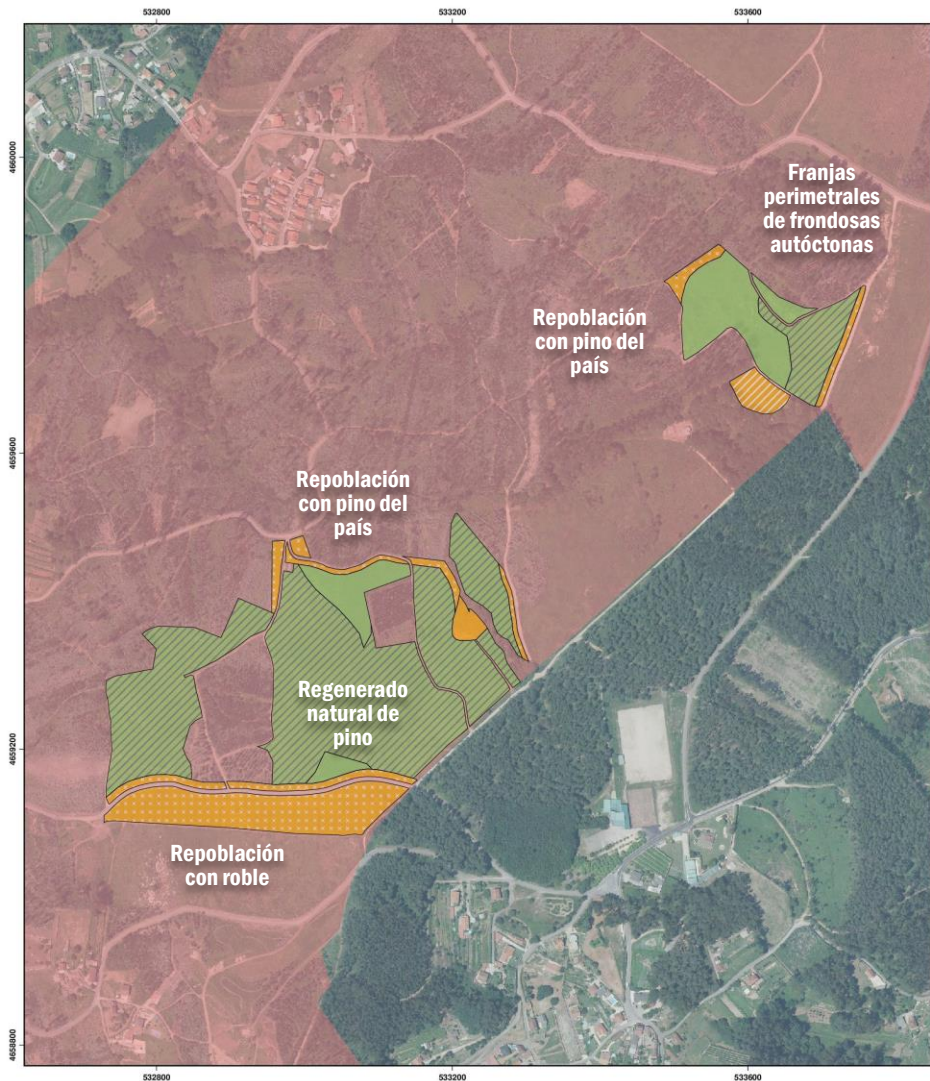 532800
533200
533600
4660000
Franjas
perimetrales
de frondosas
autóctonas
Repoblación
con pino del
país
4659600
Repoblación
con pino del
país
Regenerado
natural de
pino
4659200
Repoblación
con roble
4658800
532800
533200
533600